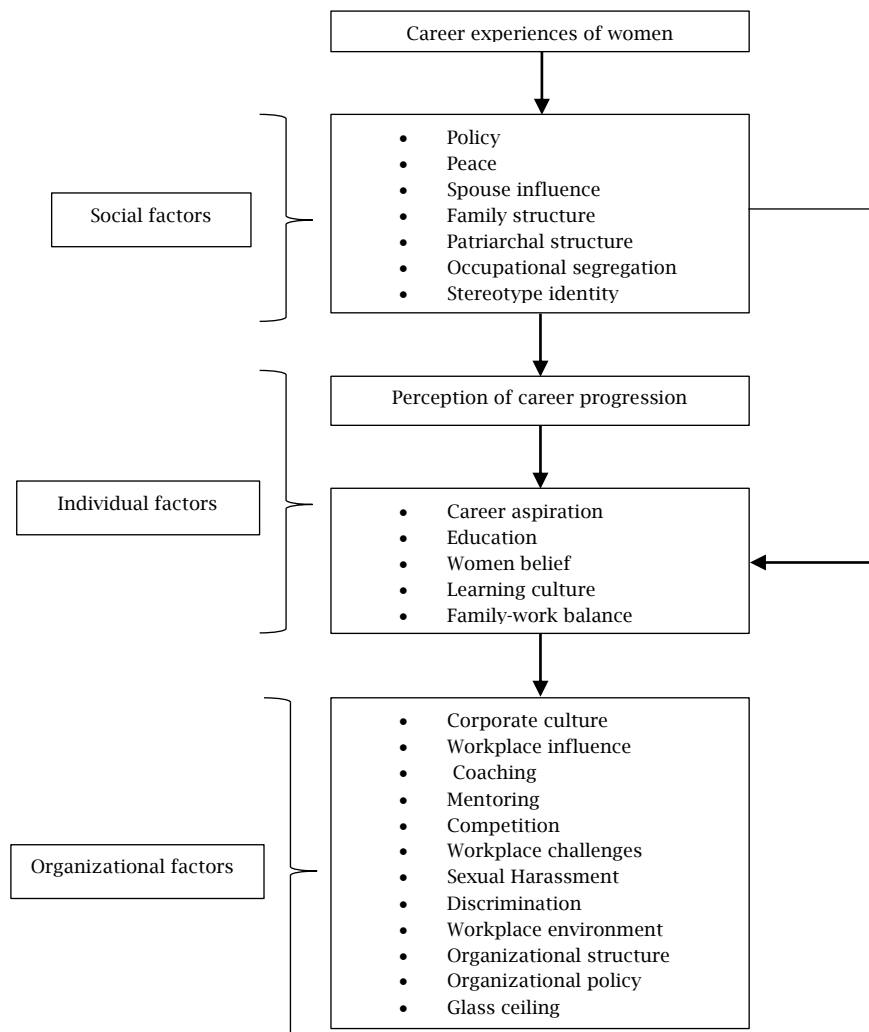 Career experiences of women
• Policy
• Peace
• Spouse influence
• Family structure
• Patriarchal structure
• Occupational segregation
• Stereotype identity
Social factors
Perception of career progression
Individual factors
• Career aspiration
• Education
• Women belief
• Learning culture
• Family-work balance
• Corporate culture
• Workplace influence
• Coaching
• Mentoring
• Competition
• Workplace challenges
• Sexual Harassment
• Discrimination
• Workplace environment
• Organizational structure
• Organizational policy
• Glass ceiling
Organizational factors